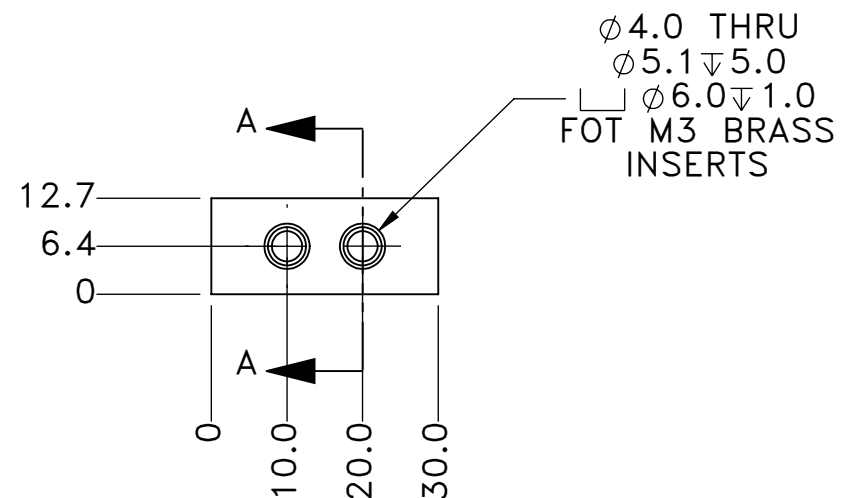 ⌀4.0 THRU
⌀5.1↧5.0
⌴ ⌀6.0↧1.0
FOT M3 BRASS
INSERTS
A
12.7
6.4
0
A
0
10.0
20.0
30.0